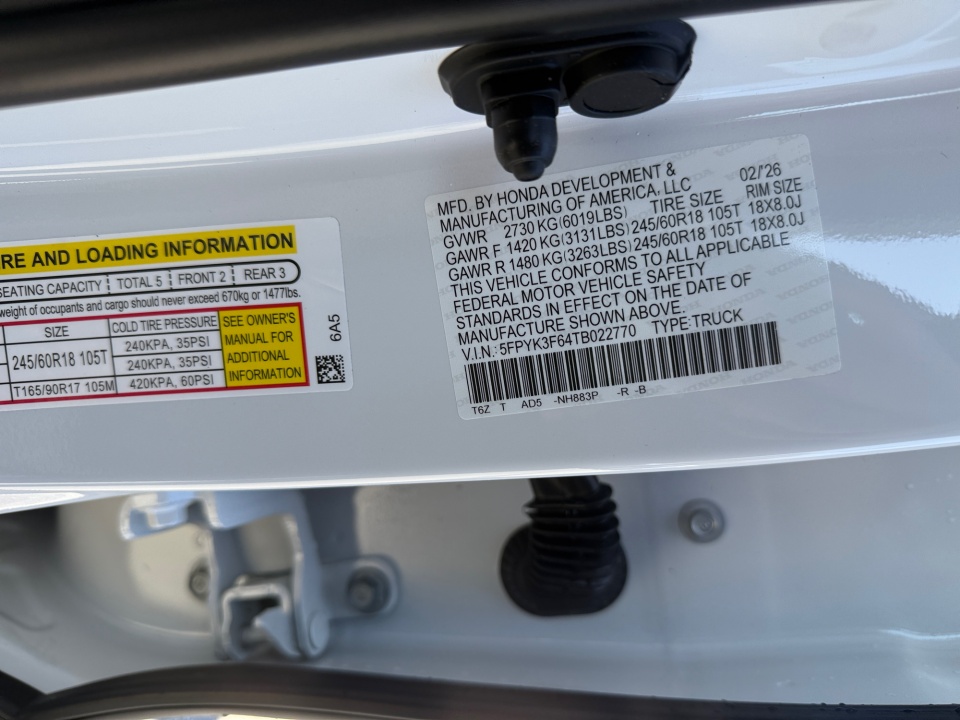 RE AND LOADING INFORMATION
SEATING CAPACITY TOTAL 5 FRONT 2 REAR 3
weight of occupants and cargo should never exceed 670kg or 1477lbs.
SIZE COLD TIRE PRESSURE SEE OWNER'S MANUAL FOR ADDITIONAL INFORMATION
245/60R18 105T 240KPA, 35PSI
240KPA, 35PSI
T165/90R17 105M 420KPA, 60PSI
6A5
MFD. BY HONDA DEVELOPMENT & 02/'26
MANUFACTURING OF AMERICA, LLC
GVWR 2730 KG(6019LBS) TIRE SIZE RIM SIZE
GAWR F 1420 KG(3131LBS) 245/60R18 105T 18X8.0J
GAWR R 1480 KG(3263LBS) 245/60R18 105T 18X8.0J
THIS VEHICLE CONFORMS TO ALL APPLICABLE
FEDERAL MOTOR VEHICLE SAFETY
STANDARDS IN EFFECT ON THE DATE OF
MANUFACTURE SHOWN ABOVE.
V.I.N.: 5FPYK3F64TB022770 TYPE:TRUCK
T6Z T AD5 -NH883P -R -B